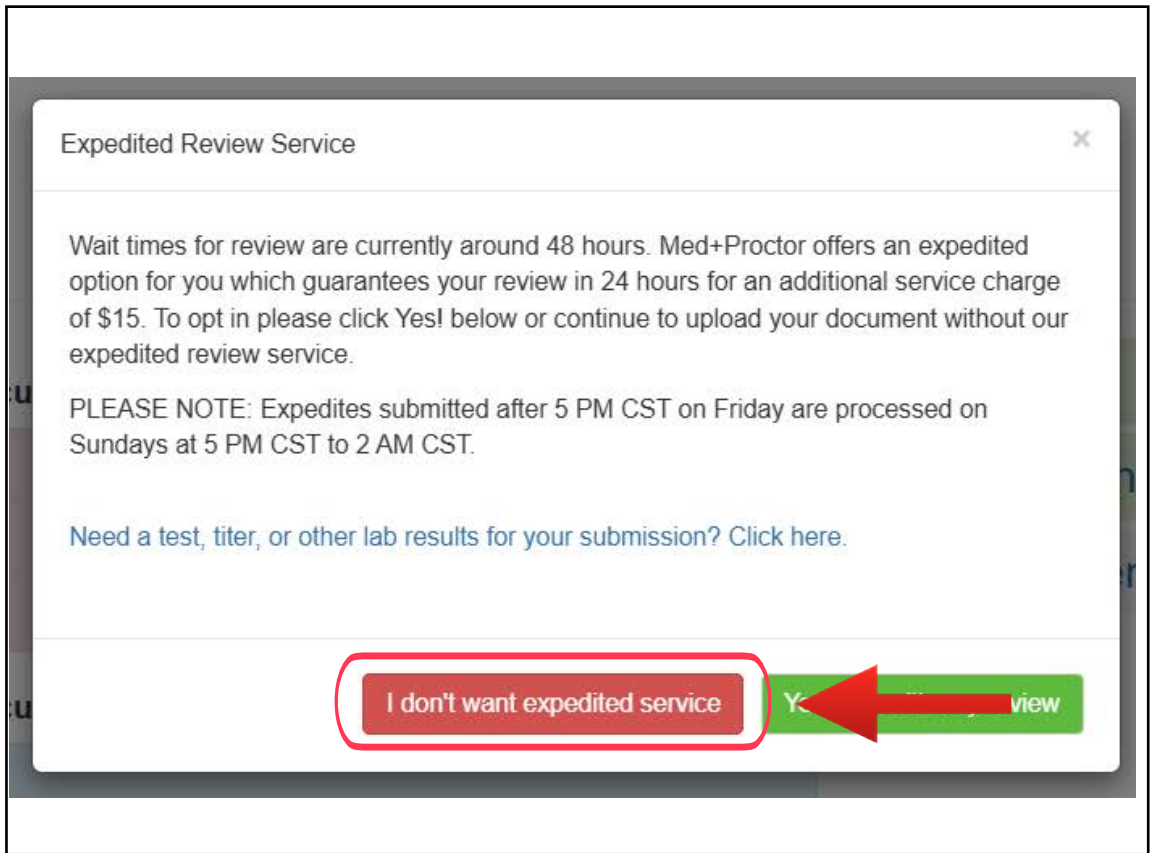 Expedited Review Service ×
Wait times for review are currently around 48 hours. Med+Proctor offers an expedited
option for you which guarantees your review in 24 hours for an additional service charge
of $15. To opt in please click Yes! below or continue to upload your document without our
expedited review service.
PLEASE NOTE: Expedites submitted after 5 PM CST on Friday are processed on
Sundays at 5 PM CST to 2 AM CST.
Need a test, titer, or other lab results for your submission? Click here.
I don't want expedited service